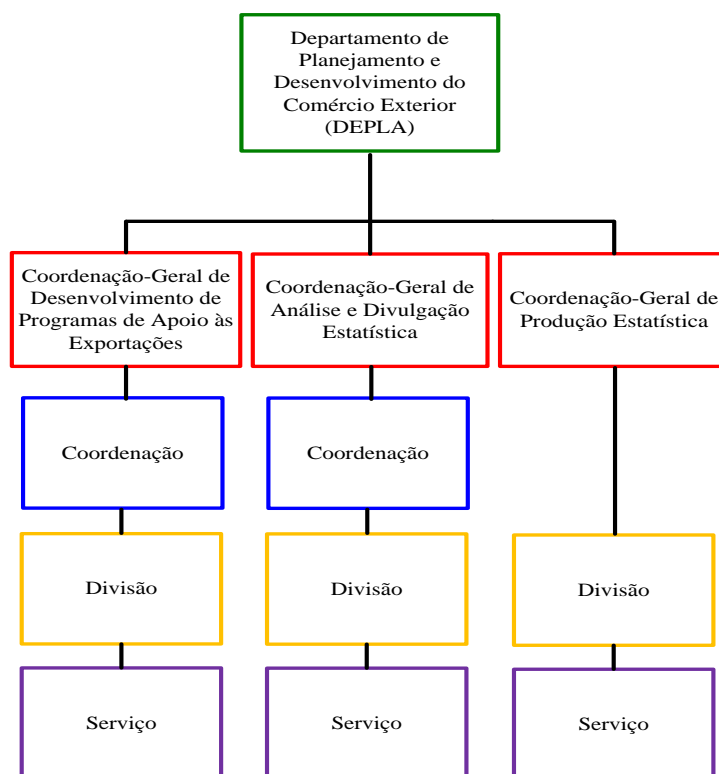 Departamento de
Planejamento e
Desenvolvimento do
Comércio Exterior
(DEPLA)
Coordenação-Geral de
Desenvolvimento de
Programas de Apoio às
Exportações
Coordenação-Geral de
Análise e Divulgação
Estatística
Coordenação-Geral de
Produção Estatística
Coordenação
Coordenação
Divisão
Divisão
Divisão
Serviço
Serviço
Serviço